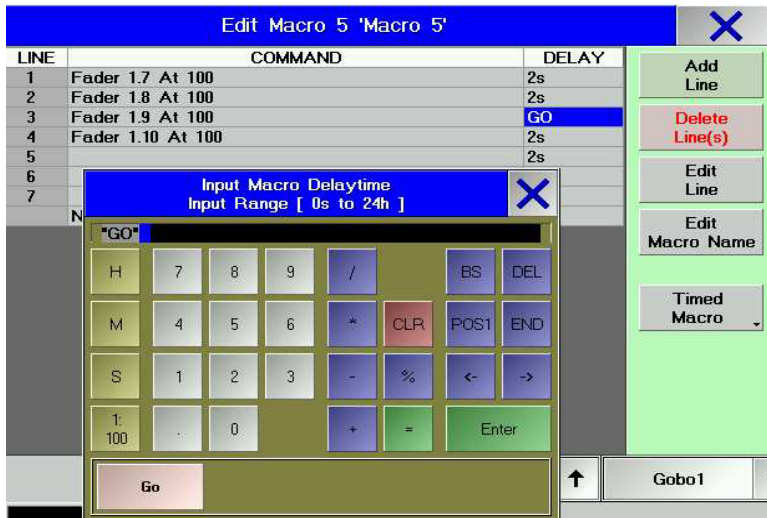 Edit Macro 5 'Macro 5'
LINE COMMAND DELAY
1 Fader 1.7 At 100 2s
2 Fader 1.8 At 100 2s
3 Fader 1.9 At 100 GO
4 Fader 1.10 At 100 2s
5 2s
6
7
N
Add
Line
Delete
Line(s)
Edit
Line
Edit
Macro Name
Timed
Macro
Input Macro Delaytime
Input Range [ 0s to 24h ]
"GO"
H 7 8 9 / BS DEL
M 4 5 6 * CLR POS1 END
S 1 2 3 - % <- ->
1:
100 . 0 + = Enter
Go
Gobo1